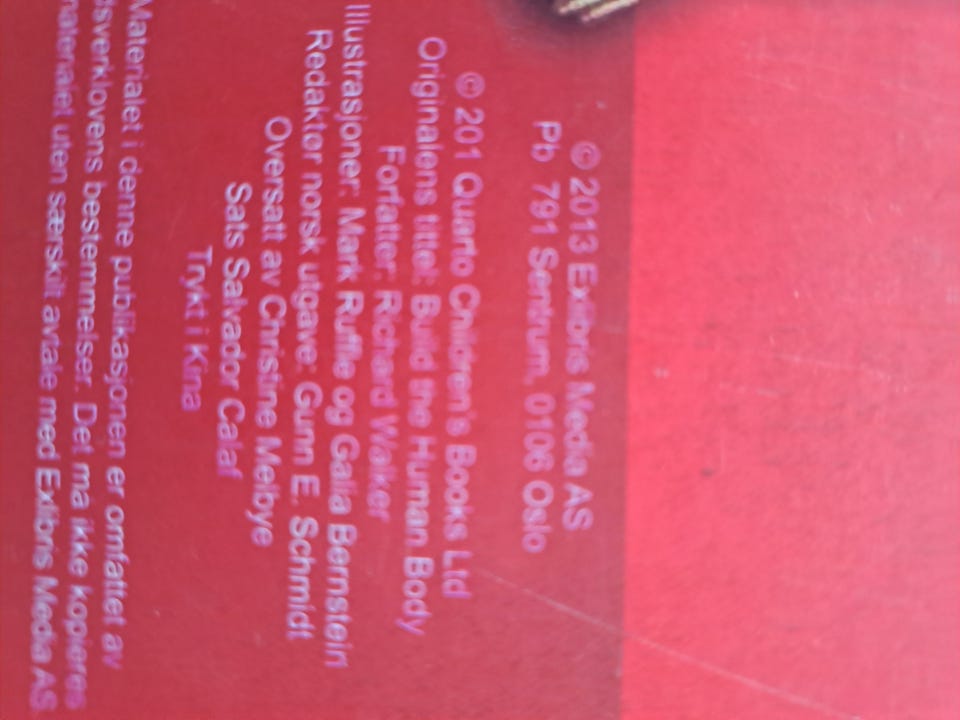 © 2013 Exlibris Media AS
Pb 791 Sentrum, 0106 Oslo
© 201 Quarto Children's Books Ltd
Originalens tittel: Build the Human Body
Forfatter: Richard Walker
Illustrasjoner: Mark Ruffle og Galia Bernstein
Redaktør norsk utgave: Gunn E. Schmidt
Oversatt av Christine Melbye
Sats Salvador Calaf
Trykt i Kina
Materialet i denne publikasjonen er omfattet av
dsverklovens bestemmelser. Det må ikke kopieres
materialet uten særskilt avtale med Exlibris Media AS